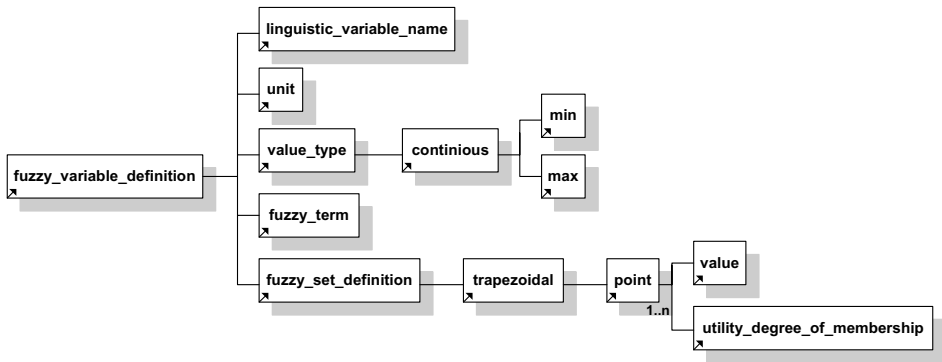 linguistic_variable_name
unit
min
value_type
continious
max
fuzzy_variable_definition
fuzzy_term
value
fuzzy_set_definition
trapezoidal
point
1..n
utility_degree_of_membership